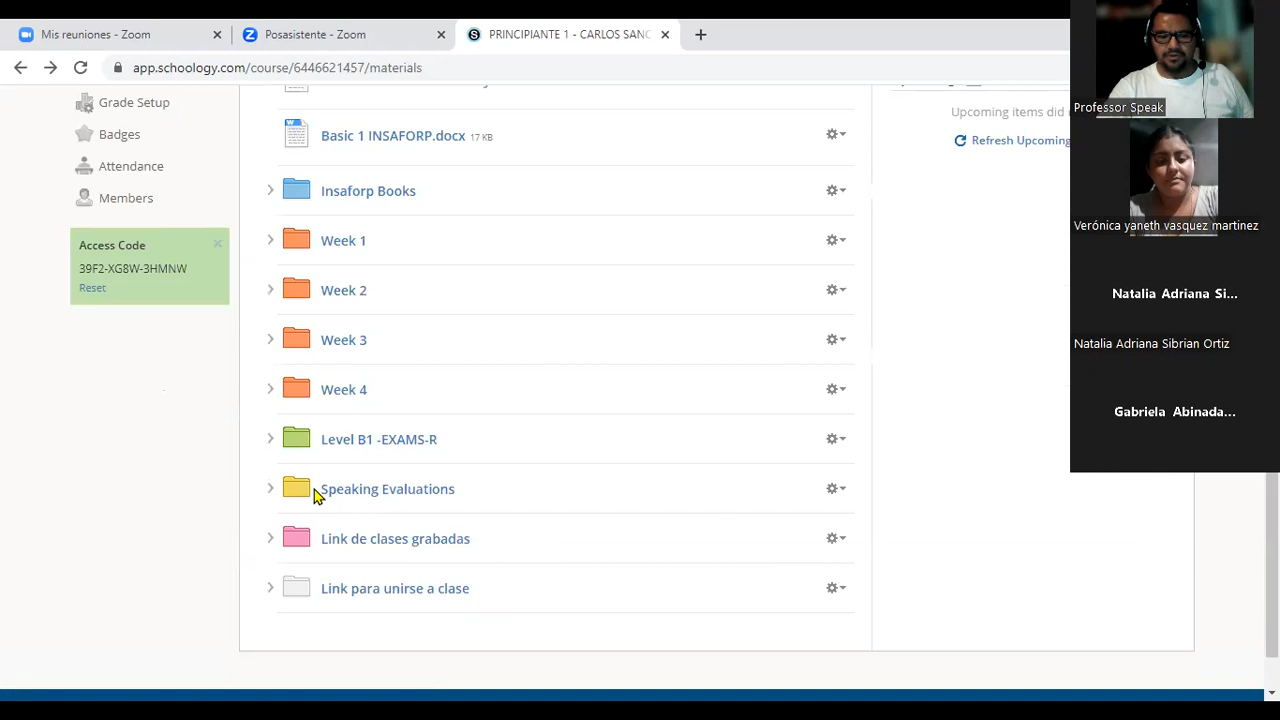 Mis reuniones - Zoom
Posasistente - Zoom
PRINCIPIANTE 1 - CARLOS SANC
app.schoology.com/course/6446621457/materials
Grade Setup
Badges
Attendance
Members
Access Code
39F2-XG8W-3HMNW
Reset
Basic 1 INSAFORP.docx 17 KB
Insaforp Books
Week 1
Week 2
Week 3
Week 4
Level B1 -EXAMS-R
Speaking Evaluations
Link de clases grabadas
Link para unirse a clase
Upcoming items did
Refresh Upcoming
Professor Speak
Verónica yaneth vasquez martinez
Natalia Adriana Si...
Natalia Adriana Sibrian Ortiz
Gabriela Abinada...